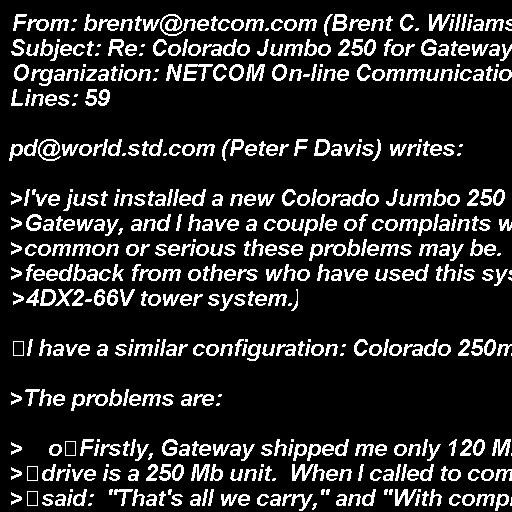 From: brentw@netcom.com (Brent C. Williams
Subject: Re: Colorado Jumbo 250 for Gateway
Organization: NETCOM On-line Communicatio
Lines: 59

pd@world.std.com (Peter F Davis) writes:

>I've just installed a new Colorado Jumbo 250
>Gateway, and I have a couple of complaints w
>common or serious these problems may be.
>feedback from others who have used this sys
>4DX2-66V tower system.)

I have a similar configuration: Colorado 250m

>The problems are:

>    o Firstly, Gateway shipped me only 120 M
> drive is a 250 Mb unit.  When I called to com
> said:  "That's all we carry," and "With comp